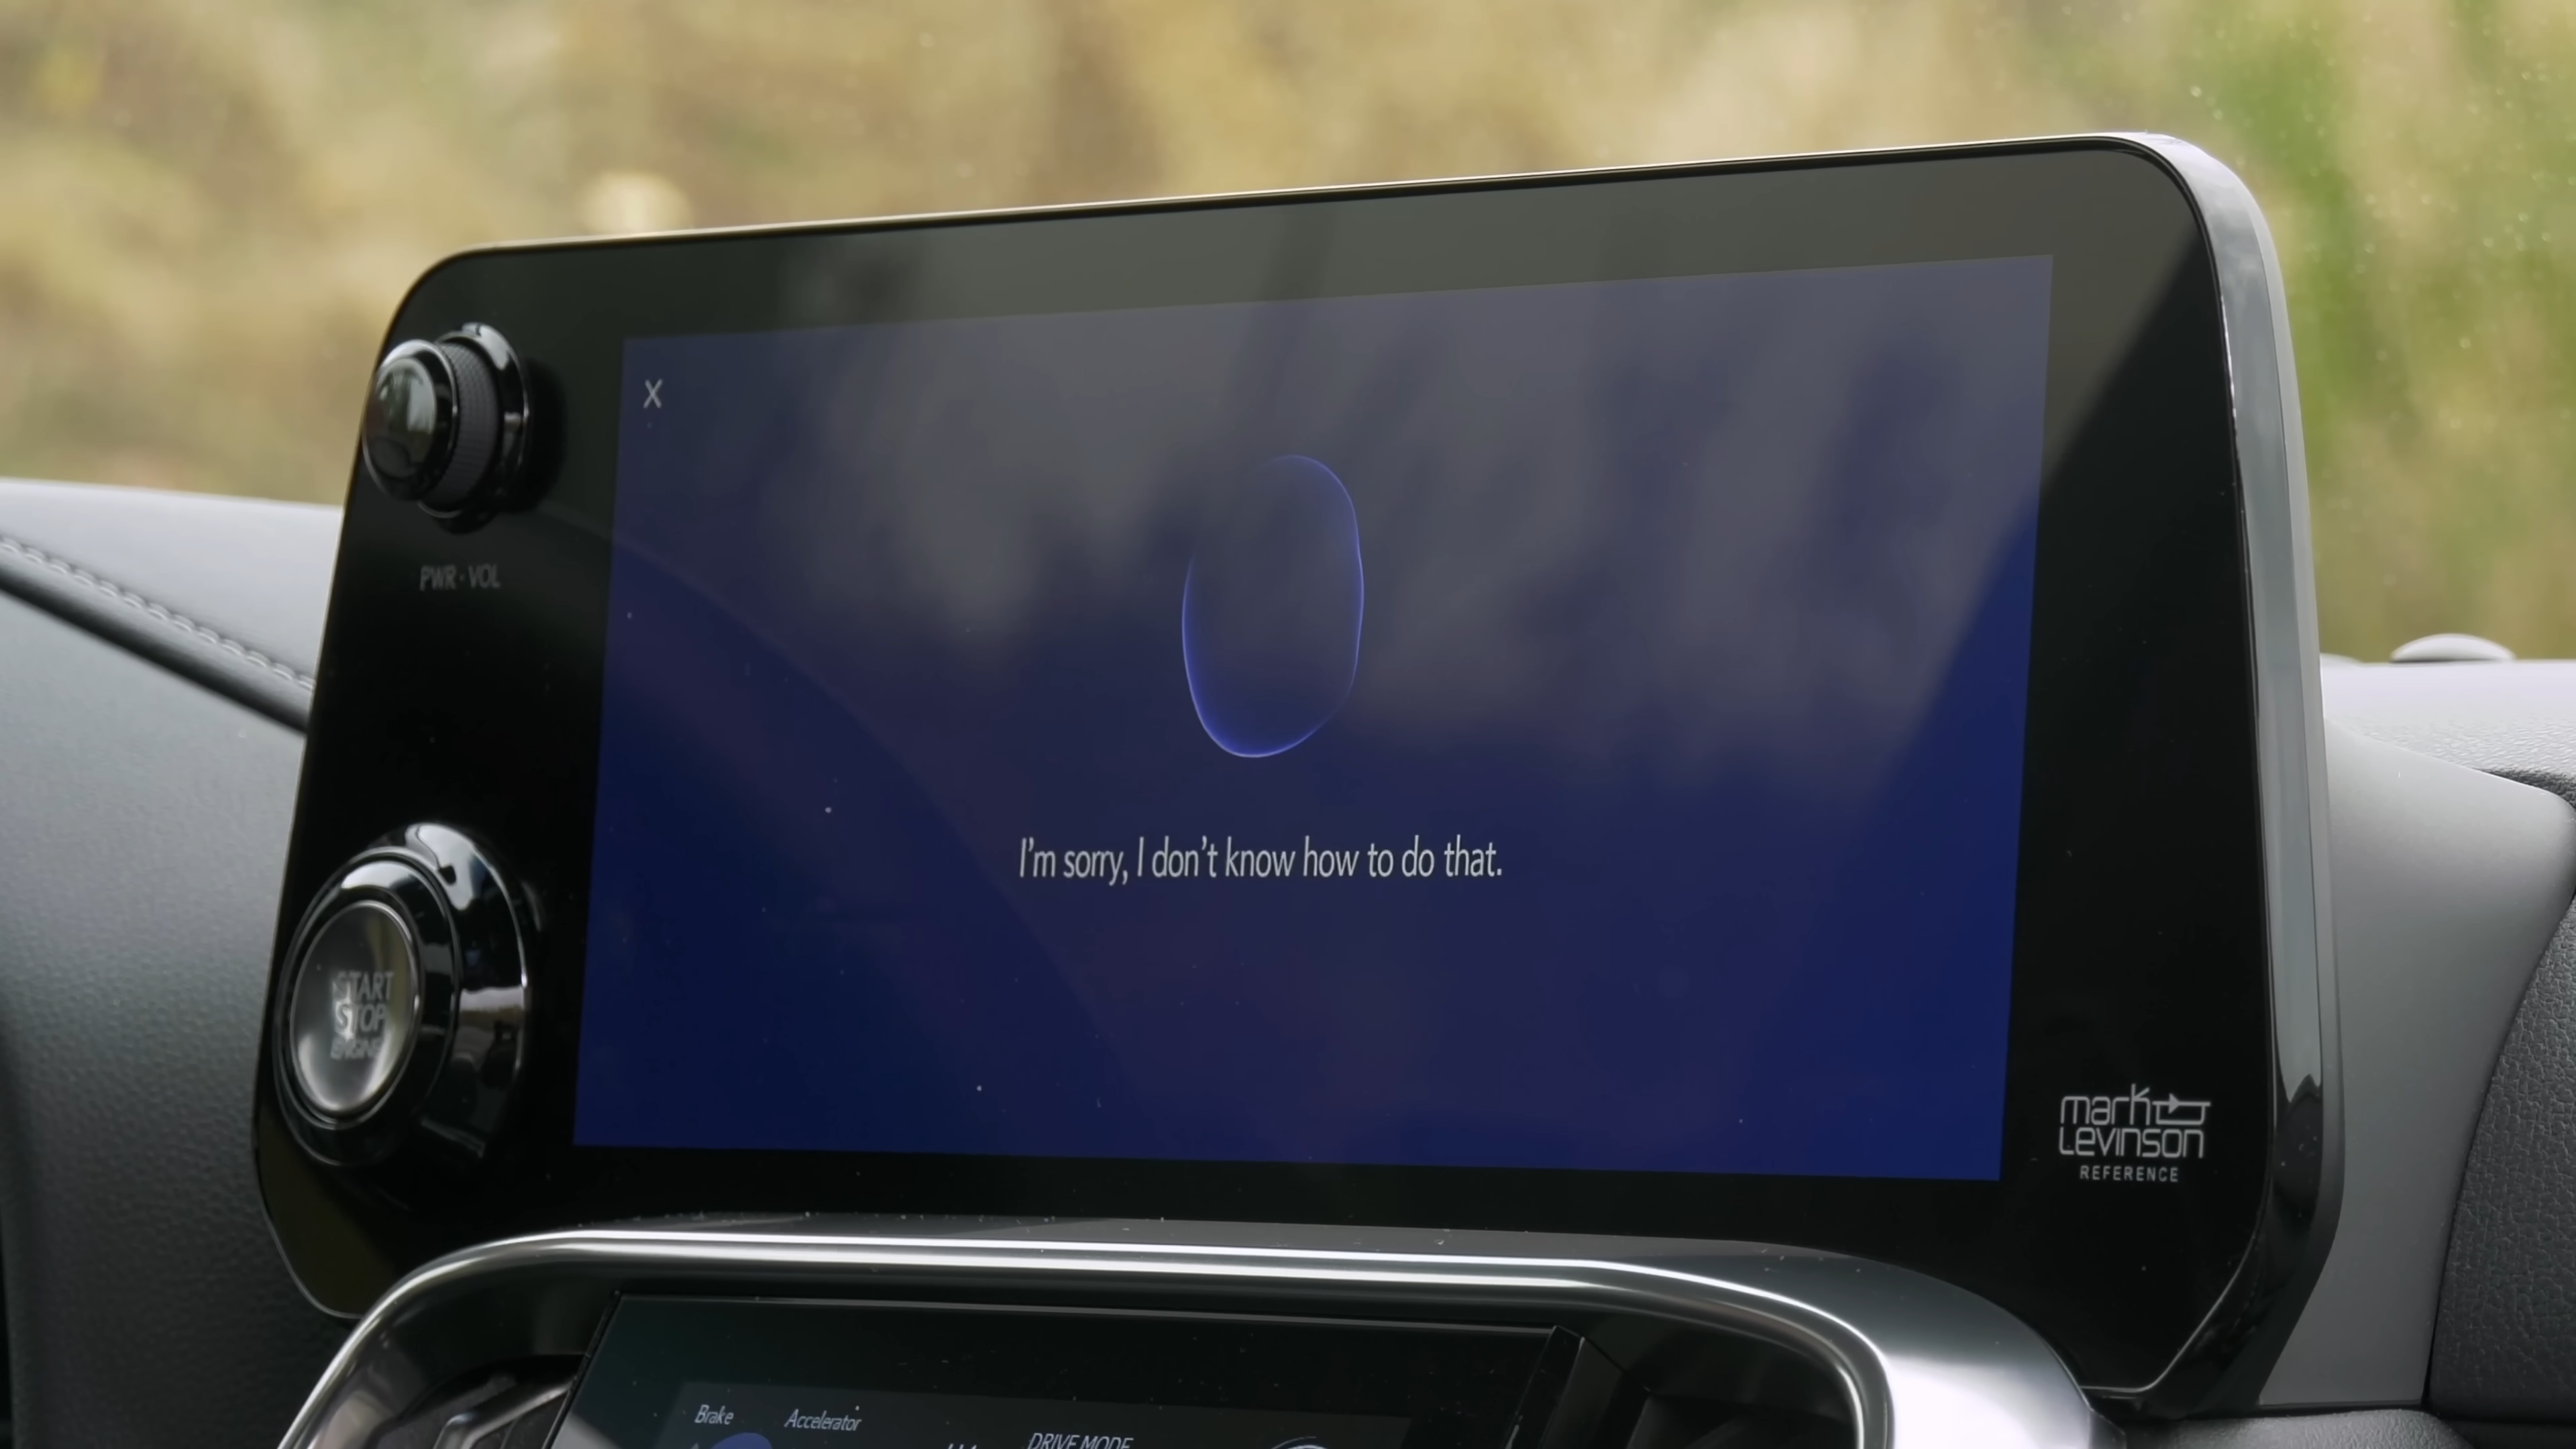 X
PWR · VOL
I'm sorry, I don't know how to do that.
START
STOP
ENGINE
mark
Levinson
REFERENCE
Brake Accelerator
DRIVE MODE